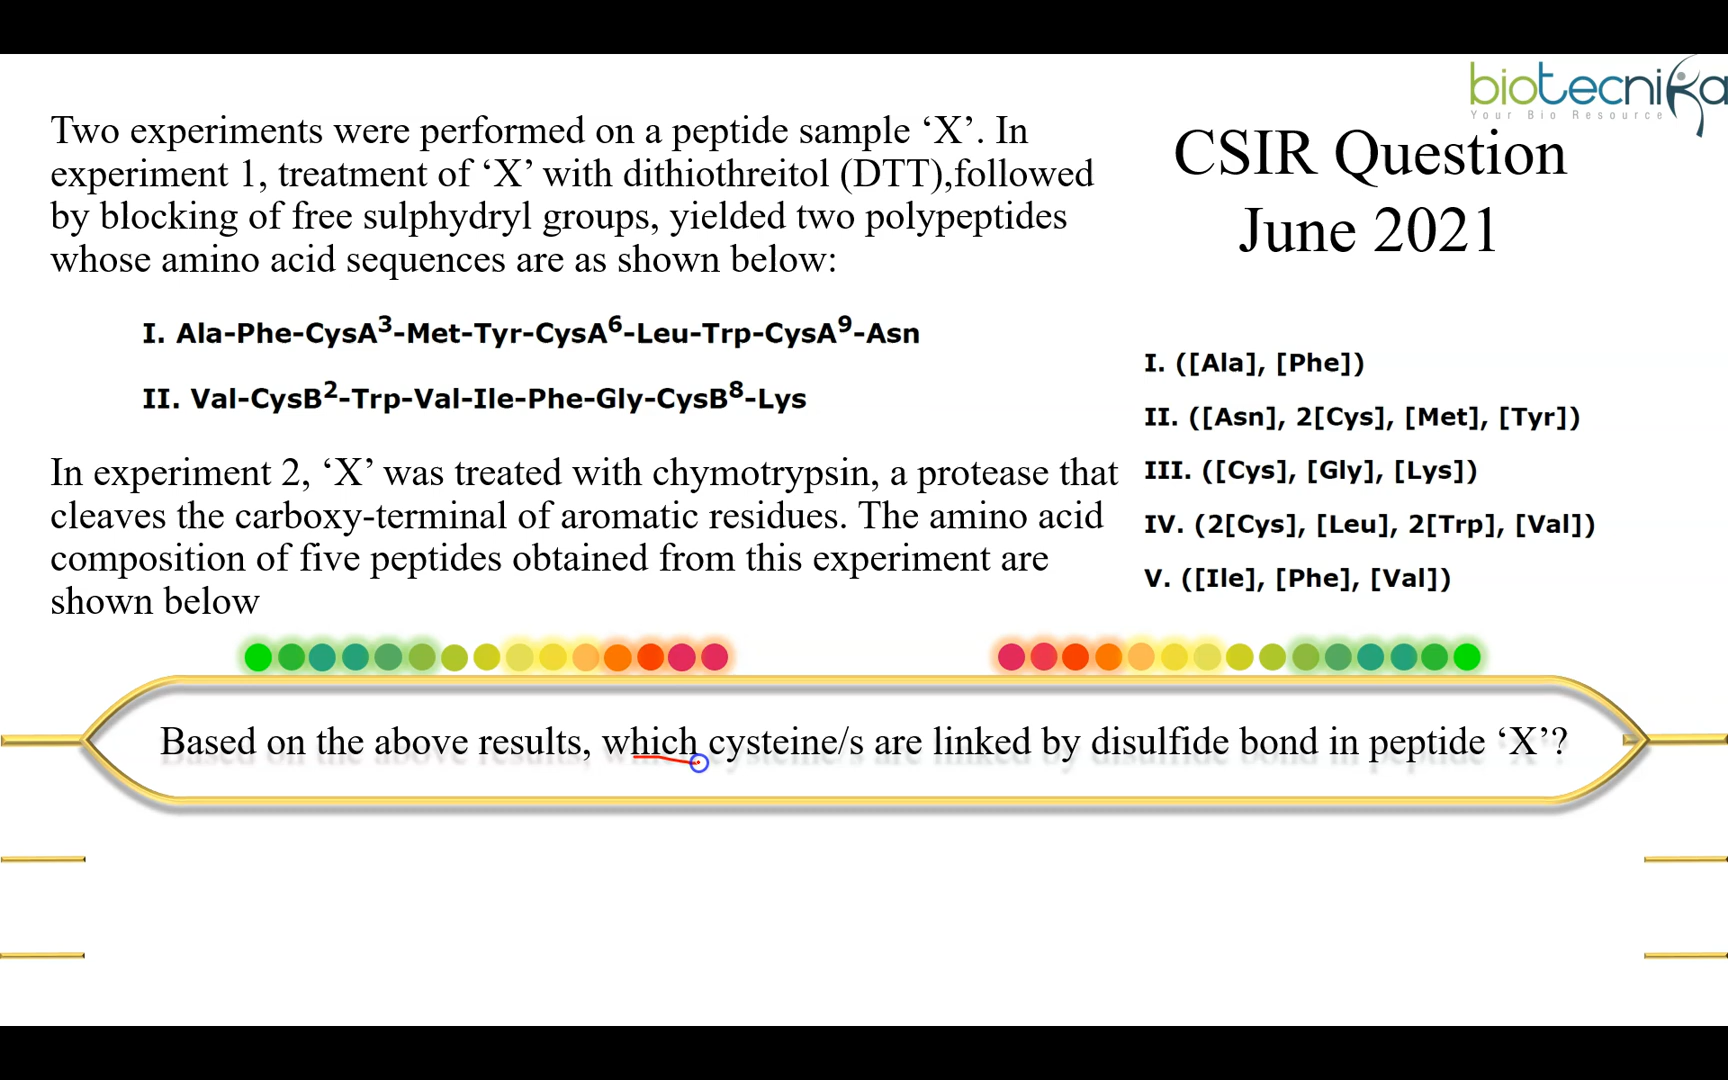 biotecnika
Your Bio Resource
CSIR Question
June 2021
Two experiments were performed on a peptide sample ‘X’. In
experiment 1, treatment of ‘X’ with dithiothreitol (DTT),followed
by blocking of free sulphydryl groups, yielded two polypeptides
whose amino acid sequences are as shown below:
I. Ala-Phe-CysA³-Met-Tyr-CysA⁶-Leu-Trp-CysA⁹-Asn
II. Val-CysB²-Trp-Val-Ile-Phe-Gly-CysB⁸-Lys
In experiment 2, ‘X’ was treated with chymotrypsin, a protease that
cleaves the carboxy-terminal of aromatic residues. The amino acid
composition of five peptides obtained from this experiment are
shown below
I. ([Ala], [Phe])
II. ([Asn], 2[Cys], [Met], [Tyr])
III. ([Cys], [Gly], [Lys])
IV. (2[Cys], [Leu], 2[Trp], [Val])
V. ([Ile], [Phe], [Val])
Based on the above results, which cysteine/s are linked by disulfide bond in peptide ‘X’?